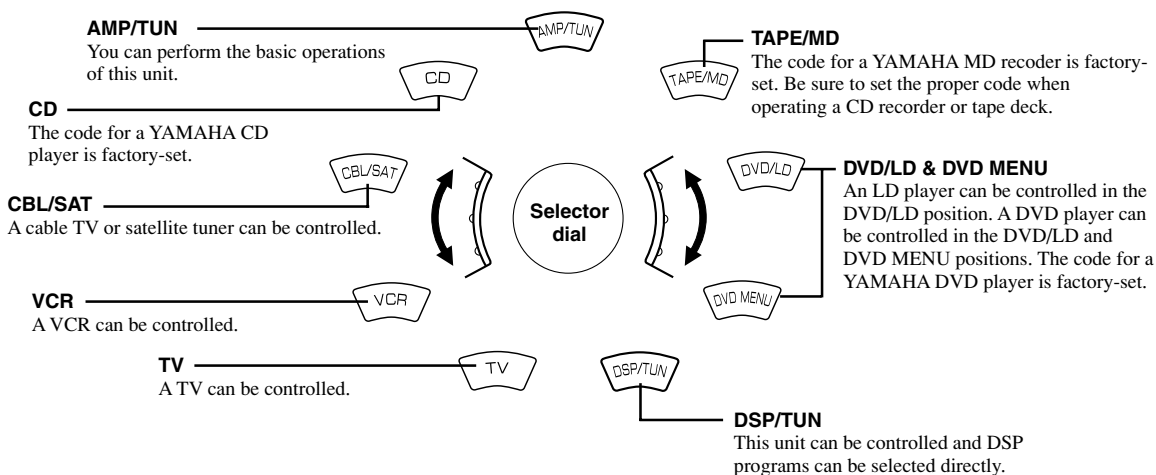 AMP/TUN
You can perform the basic operations
of this unit.
AMP/TUN
TAPE/MD
The code for a YAMAHA MD recoder is factory-
set. Be sure to set the proper code when
operating a CD recorder or tape deck.
TAPE/MD
CD
CD
The code for a YAMAHA CD
player is factory-set.
CBL/SAT
CBL/SAT
A cable TV or satellite tuner can be controlled.
Selector
dial
DVD/LD
DVD/LD & DVD MENU
An LD player can be controlled in the
DVD/LD position. A DVD player can
be controlled in the DVD/LD and
DVD MENU positions. The code for a
YAMAHA DVD player is factory-set.
DVD MENU
VCR
A VCR can be controlled.
VCR
TV
A TV can be controlled.
TV
DSP/TUN
DSP/TUN
This unit can be controlled and DSP
programs can be selected directly.